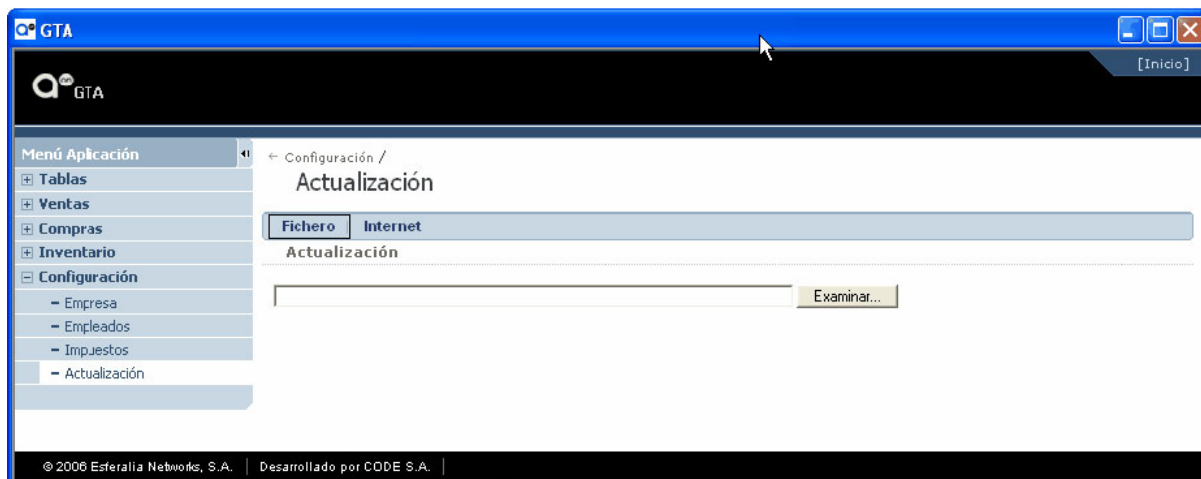 GTA
[Inicio]
GTA
Menú Aplicación
← Configuración /
Actualización
Tablas
Ventas
Compras
Inventario
Configuración
Empresa
Empleados
Impuestos
Actualización
Fichero Internet
Actualización
Examinar...
© 2006 Esferalia Networks, S.A. Desarrollado por CODE S.A.